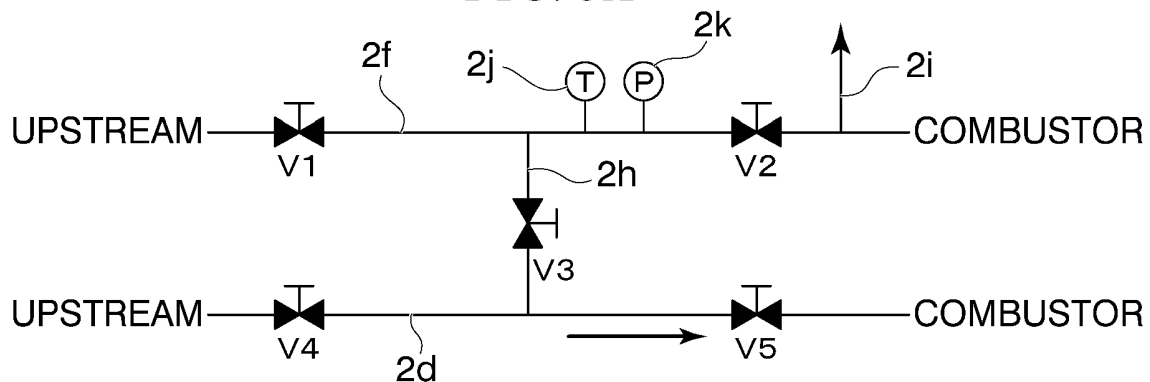 2f
2j
2k
T
P
2i
UPSTREAM
COMBUSTOR
V1
V2
2h
V3
UPSTREAM
COMBUSTOR
V4
V5
2d